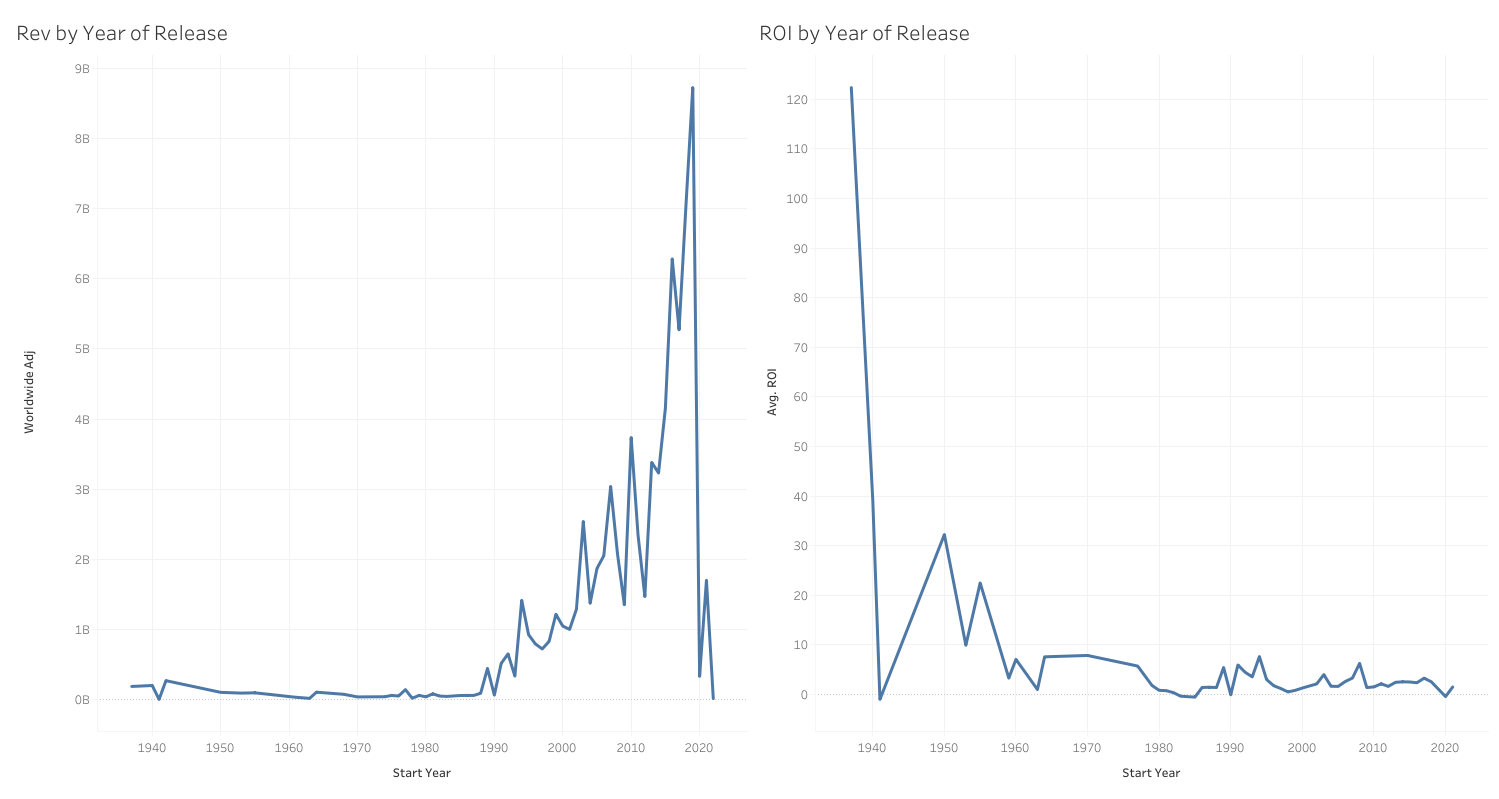 Rev by Year of Release
9B
8B
7B
6B
5B
4B
3B
2B
1B
0B
Worldwide Adj
1940 1950 1960 1970 1980 1990 2000 2010 2020
Start Year
ROI by Year of Release
120
110
100
90
80
70
60
50
40
30
20
10
0
Avg. ROI
1940 1950 1960 1970 1980 1990 2000 2010 2020
Start Year